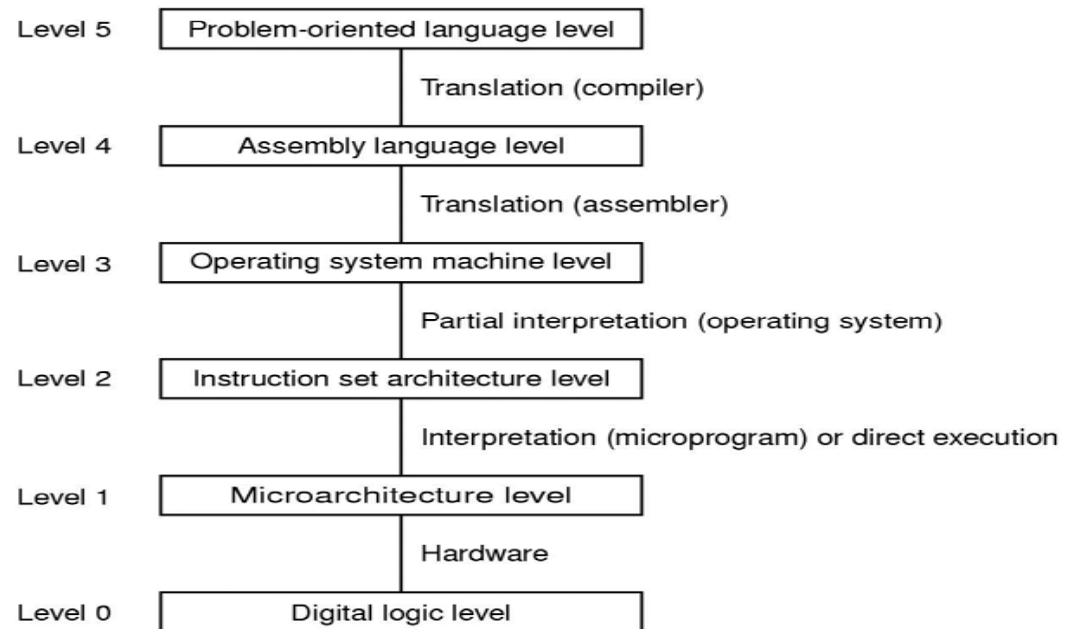 Level 5 Problem-oriented language level
Translation (compiler)
Level 4 Assembly language level
Translation (assembler)
Level 3 Operating system machine level
Partial interpretation (operating system)
Level 2 Instruction set architecture level
Interpretation (microprogram) or direct execution
Level 1 Microarchitecture level
Hardware
Level 0 Digital logic level